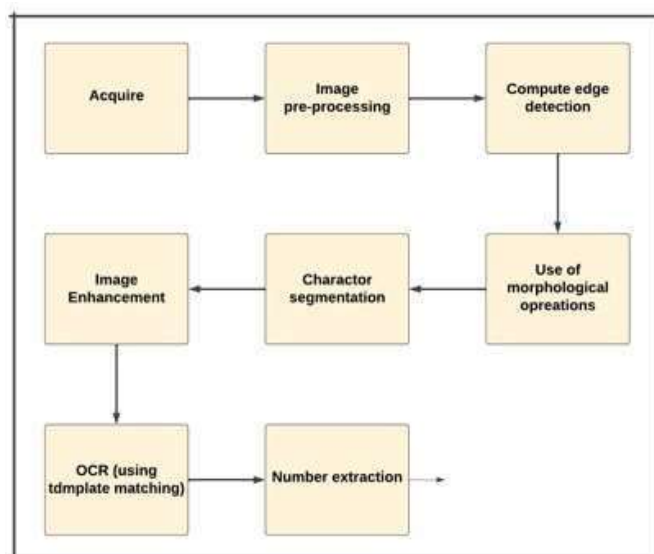 Acquire
Image
pre-processing
Compute edge
detection
Use of
morphological
opreations
Charactor
segmentation
Image
Enhancement
OCR (using
tdmplate matching)
Number extraction